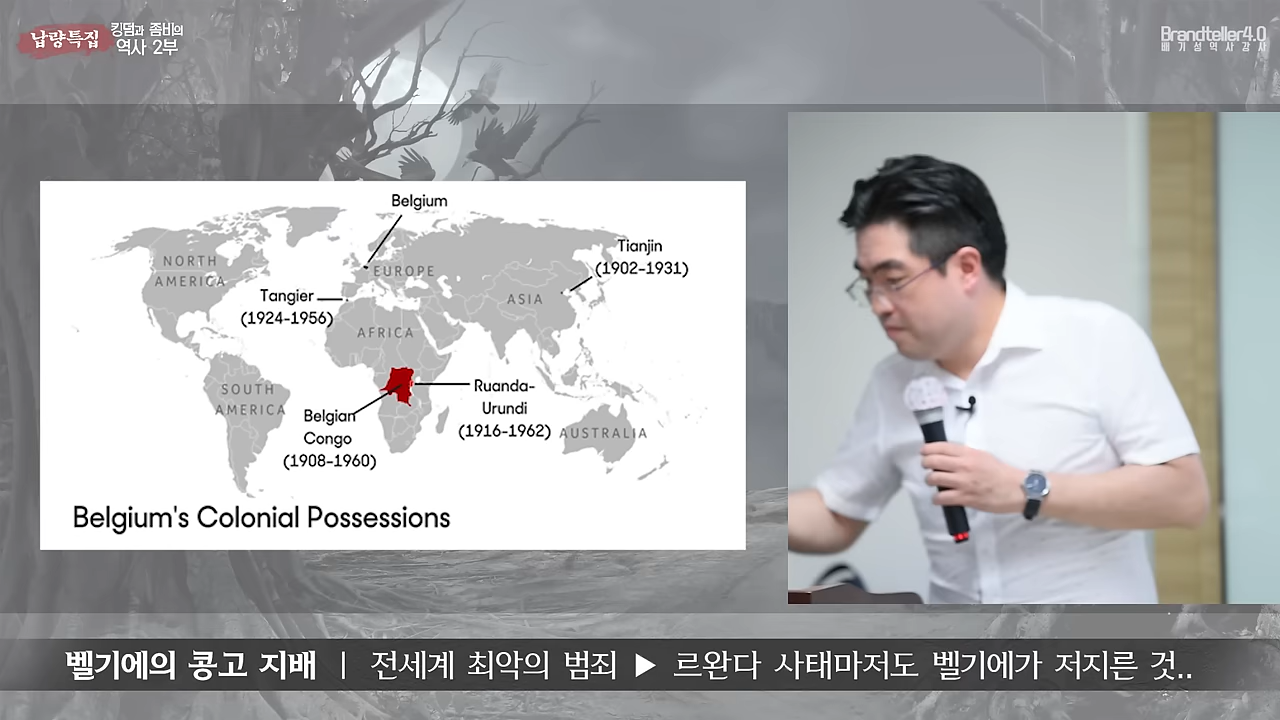 납량특집
킹덤과 좀비의
역사 2부
Brandteller4.0
배기성역사강사
Belgium
Tianjin
(1902-1931)
NORTH
AMERICA
EUROPE
ASIA
Tangier
(1924-1956)
AFRICA
SOUTH
AMERICA
Ruanda-
Urundi
(1916-1962)
Belgian
Congo
(1908-1960)
AUSTRALIA
Belgium's Colonial Possessions
벨기에의 콩고 지배 | 전세계 최악의 범죄 ▶ 르완다 사태마저도 벨기에가 저지른 것..